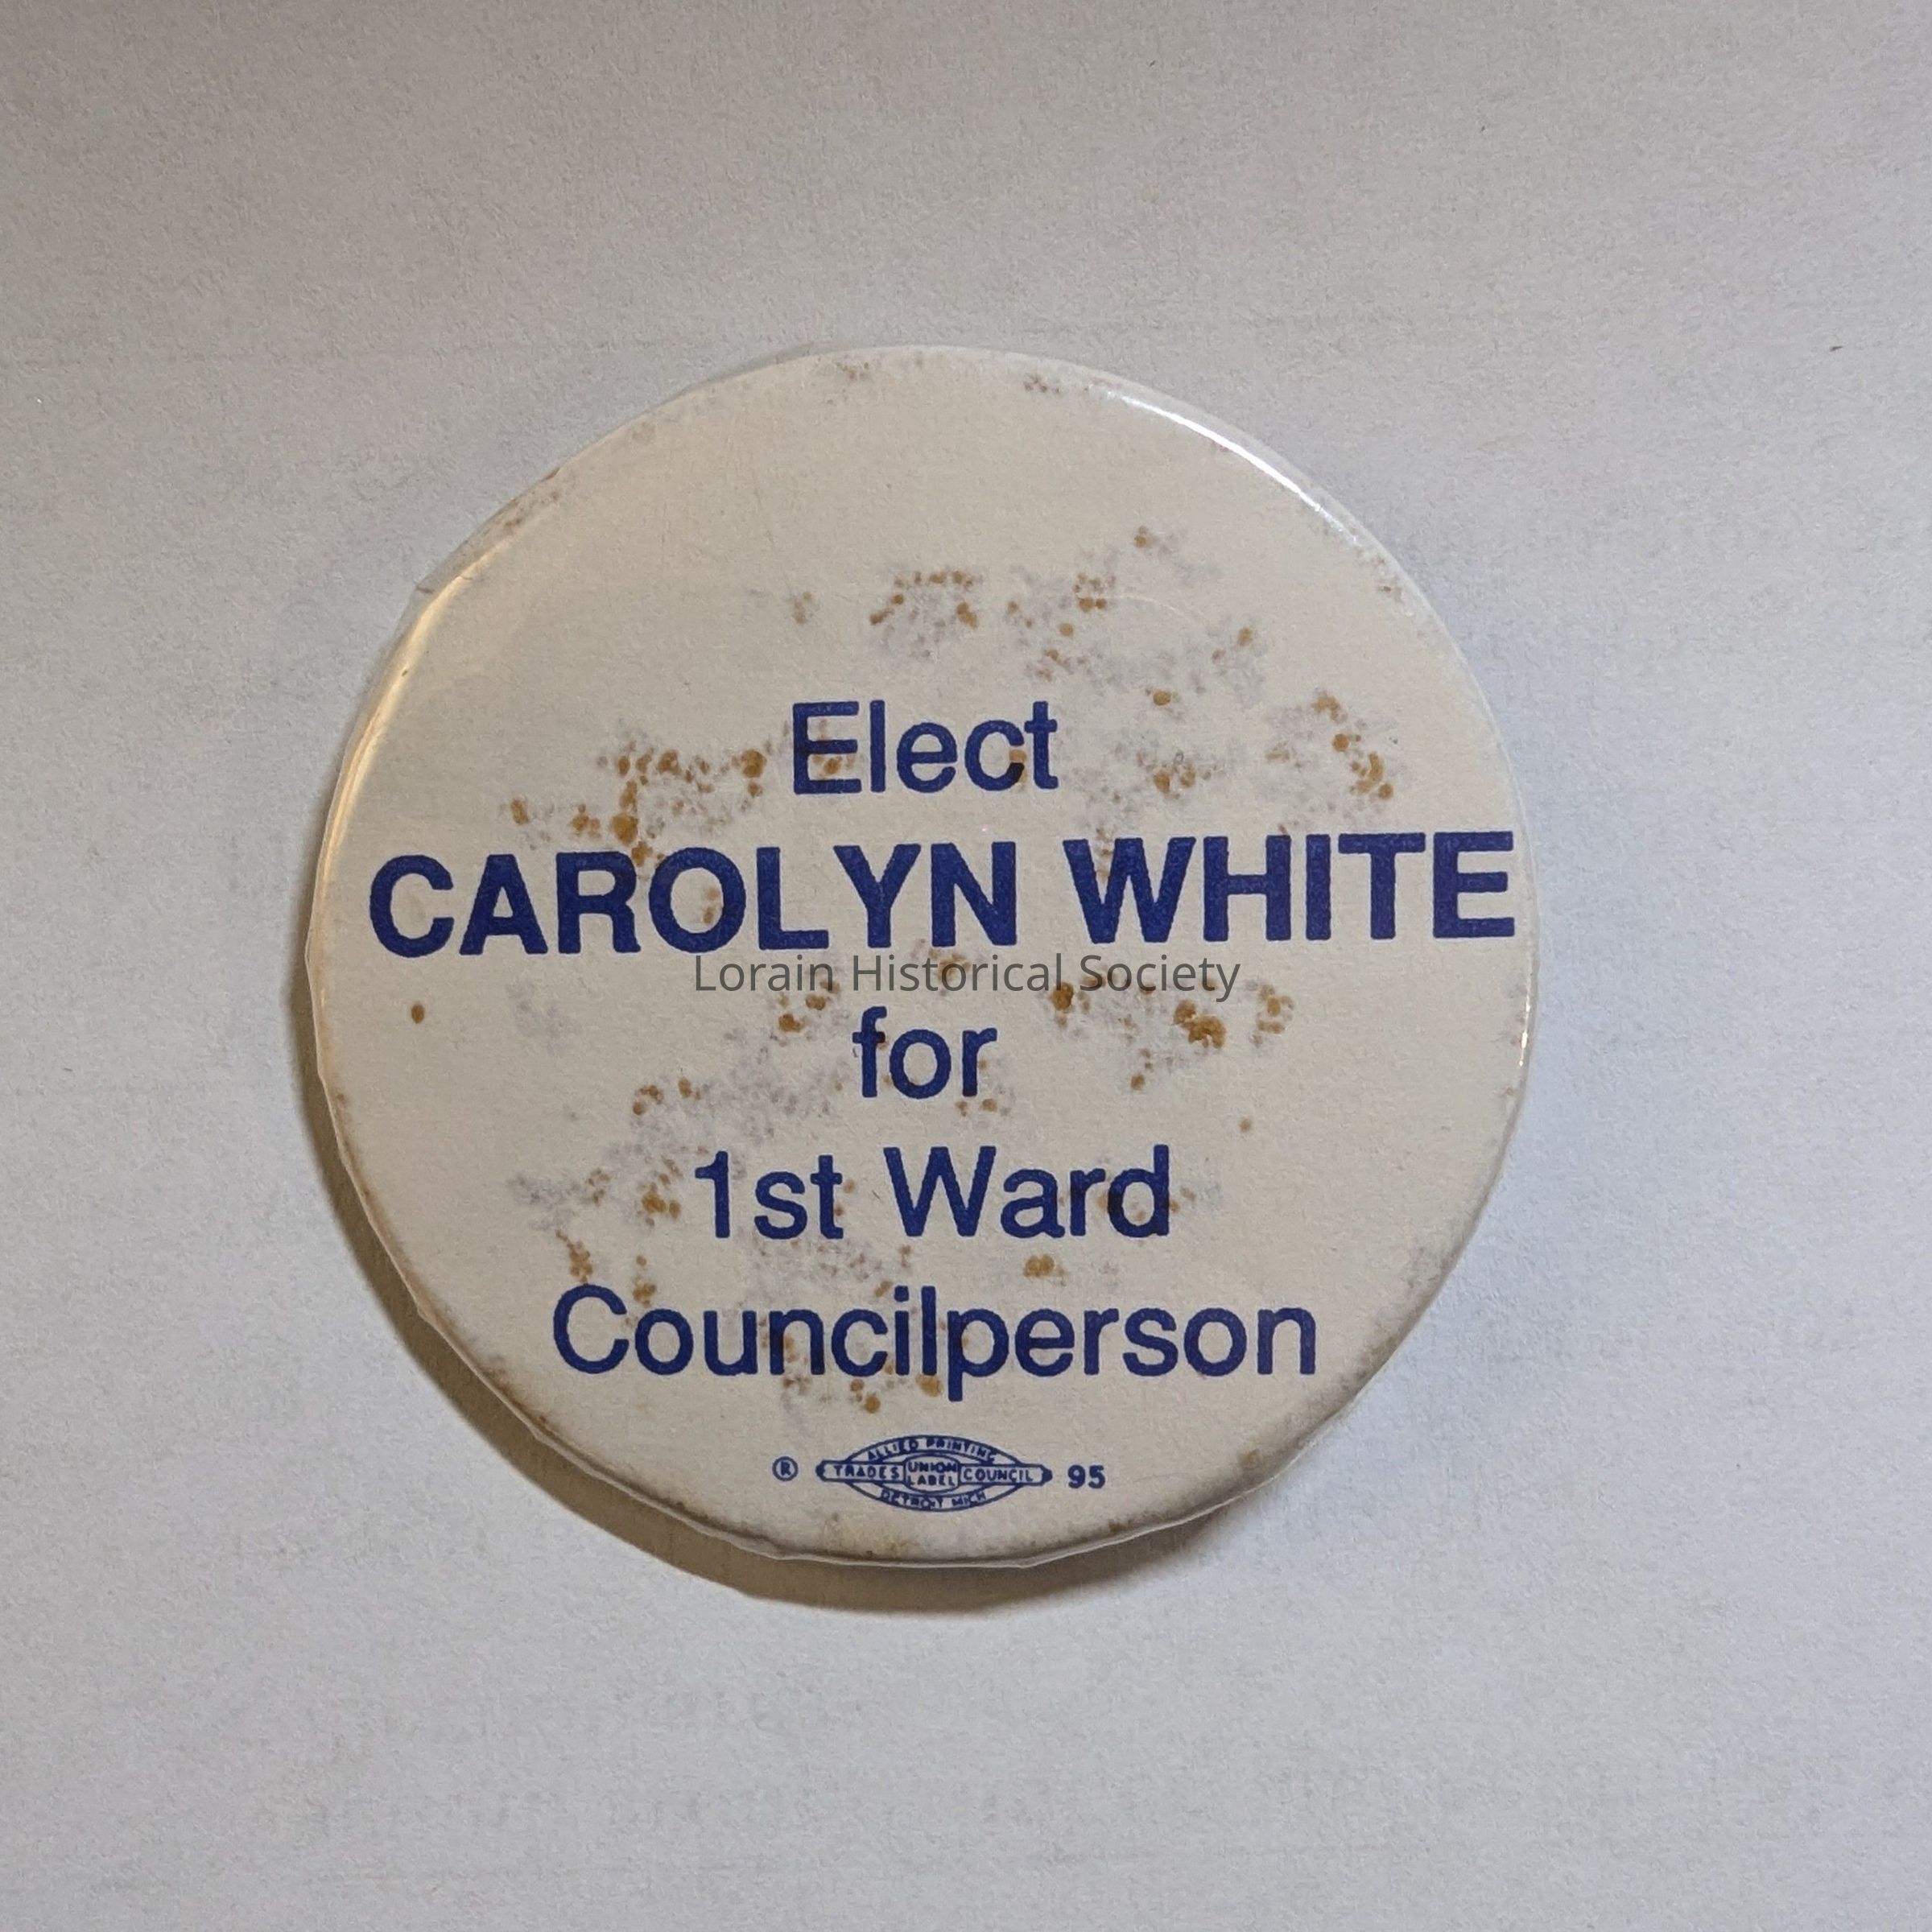 Elect
CAROLYN WHITE
Lorain Historical Society
for
1st Ward
Councilperson
® ALLIED PRINTING
TRADES UNION LABEL COUNCIL 95
DETROIT MICH